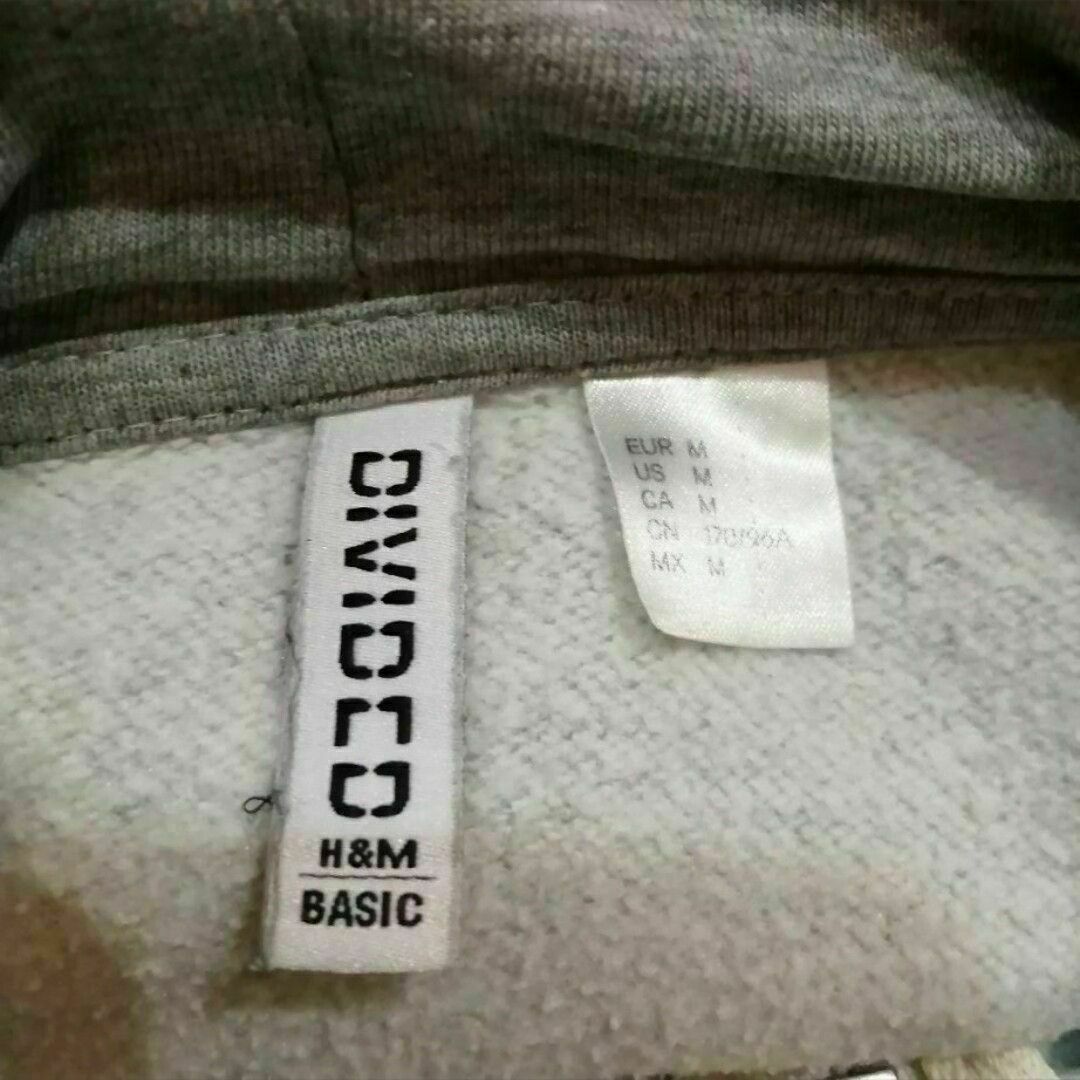 DIVIDED
H&M
BASIC
EUR M
US M
CA M
CN 170/96A
MX M